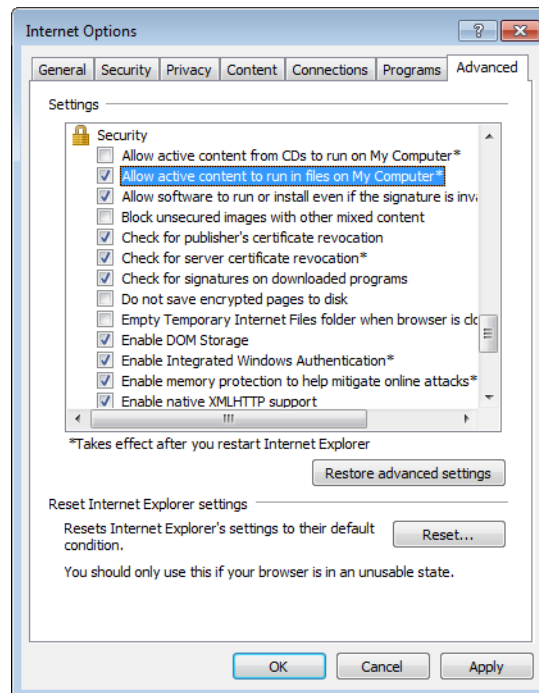 Internet Options
General Security Privacy Content Connections Programs Advanced
Settings
Security
Allow active content from CDs to run on My Computer*
Allow active content to run in files on My Computer*
Allow software to run or install even if the signature is inva
Block unsecured images with other mixed content
Check for publisher's certificate revocation
Check for server certificate revocation*
Check for signatures on downloaded programs
Do not save encrypted pages to disk
Empty Temporary Internet Files folder when browser is clo
Enable DOM Storage
Enable Integrated Windows Authentication*
Enable memory protection to help mitigate online attacks*
Enable native XMLHTTP support
*Takes effect after you restart Internet Explorer
Restore advanced settings
Reset Internet Explorer settings
Resets Internet Explorer's settings to their default
condition.
Reset...
You should only use this if your browser is in an unusable state.
OK Cancel Apply